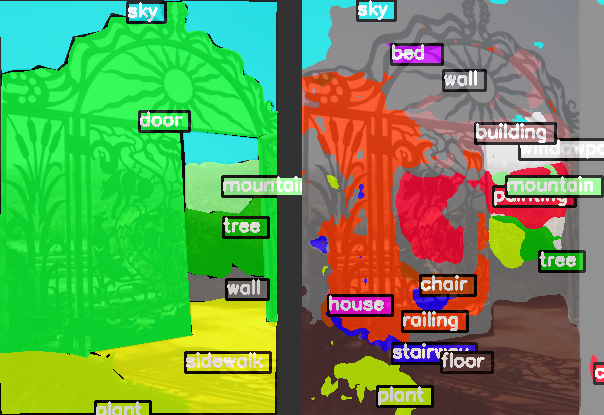 sky
door
mountain
tree
wall
sidewalk
plant
sky
bed
wall
building
mountain
painting
tree
chair
house
railing
stairway
floor
plant